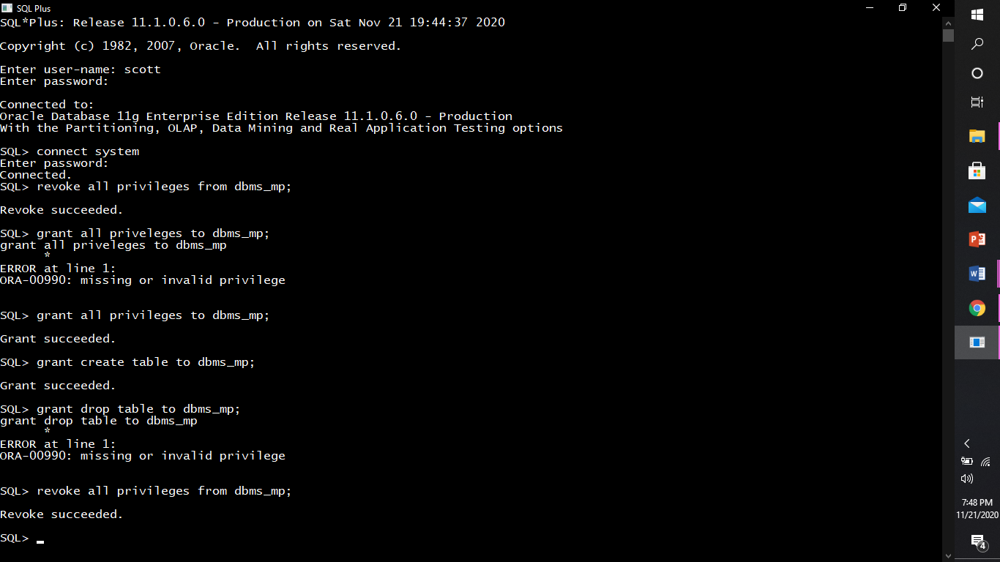 SQL Plus
SQL*Plus: Release 11.1.0.6.0 - Production on Sat Nov 21 19:44:37 2020
Copyright (c) 1982, 2007, Oracle.  All rights reserved.
Enter user-name: scott
Enter password:
Connected to:
Oracle Database 11g Enterprise Edition Release 11.1.0.6.0 - Production
With the Partitioning, OLAP, Data Mining and Real Application Testing options
SQL> connect system
Enter password:
Connected.
SQL> revoke all privileges from dbms_mp;
Revoke succeeded.
SQL> grant all priveleges to dbms_mp;
grant all priveleges to dbms_mp
*
ERROR at line 1:
ORA-00990: missing or invalid privilege
SQL> grant all privileges to dbms_mp;
Grant succeeded.
SQL> grant create table to dbms_mp;
Grant succeeded.
SQL> grant drop table to dbms_mp;
grant drop table to dbms_mp
*
ERROR at line 1:
ORA-00990: missing or invalid privilege
SQL> revoke all privileges from dbms_mp;
Revoke succeeded.
SQL> _
7:48 PM
11/21/2020
4